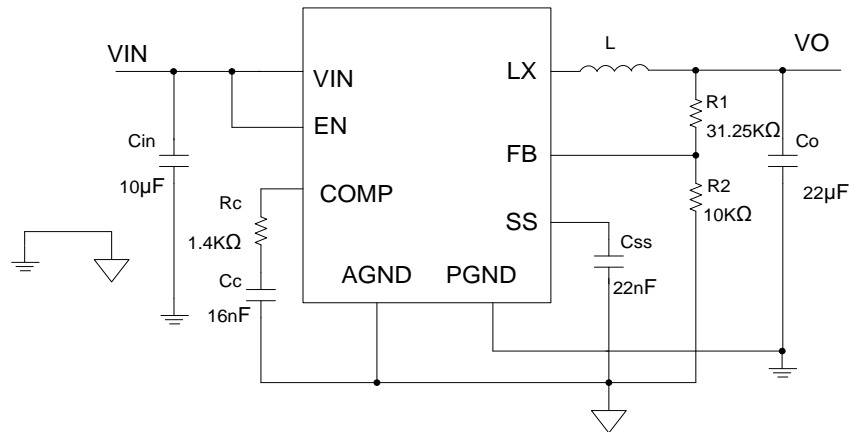 L
VIN
VO
VIN
LX
R1
31.25KΩ
EN
Cin
Co
FB
10µF
COMP
R2
22µF
Rc
10KΩ
SS
1.4KΩ
Css
Cc
AGND
PGND
22nF
16nF